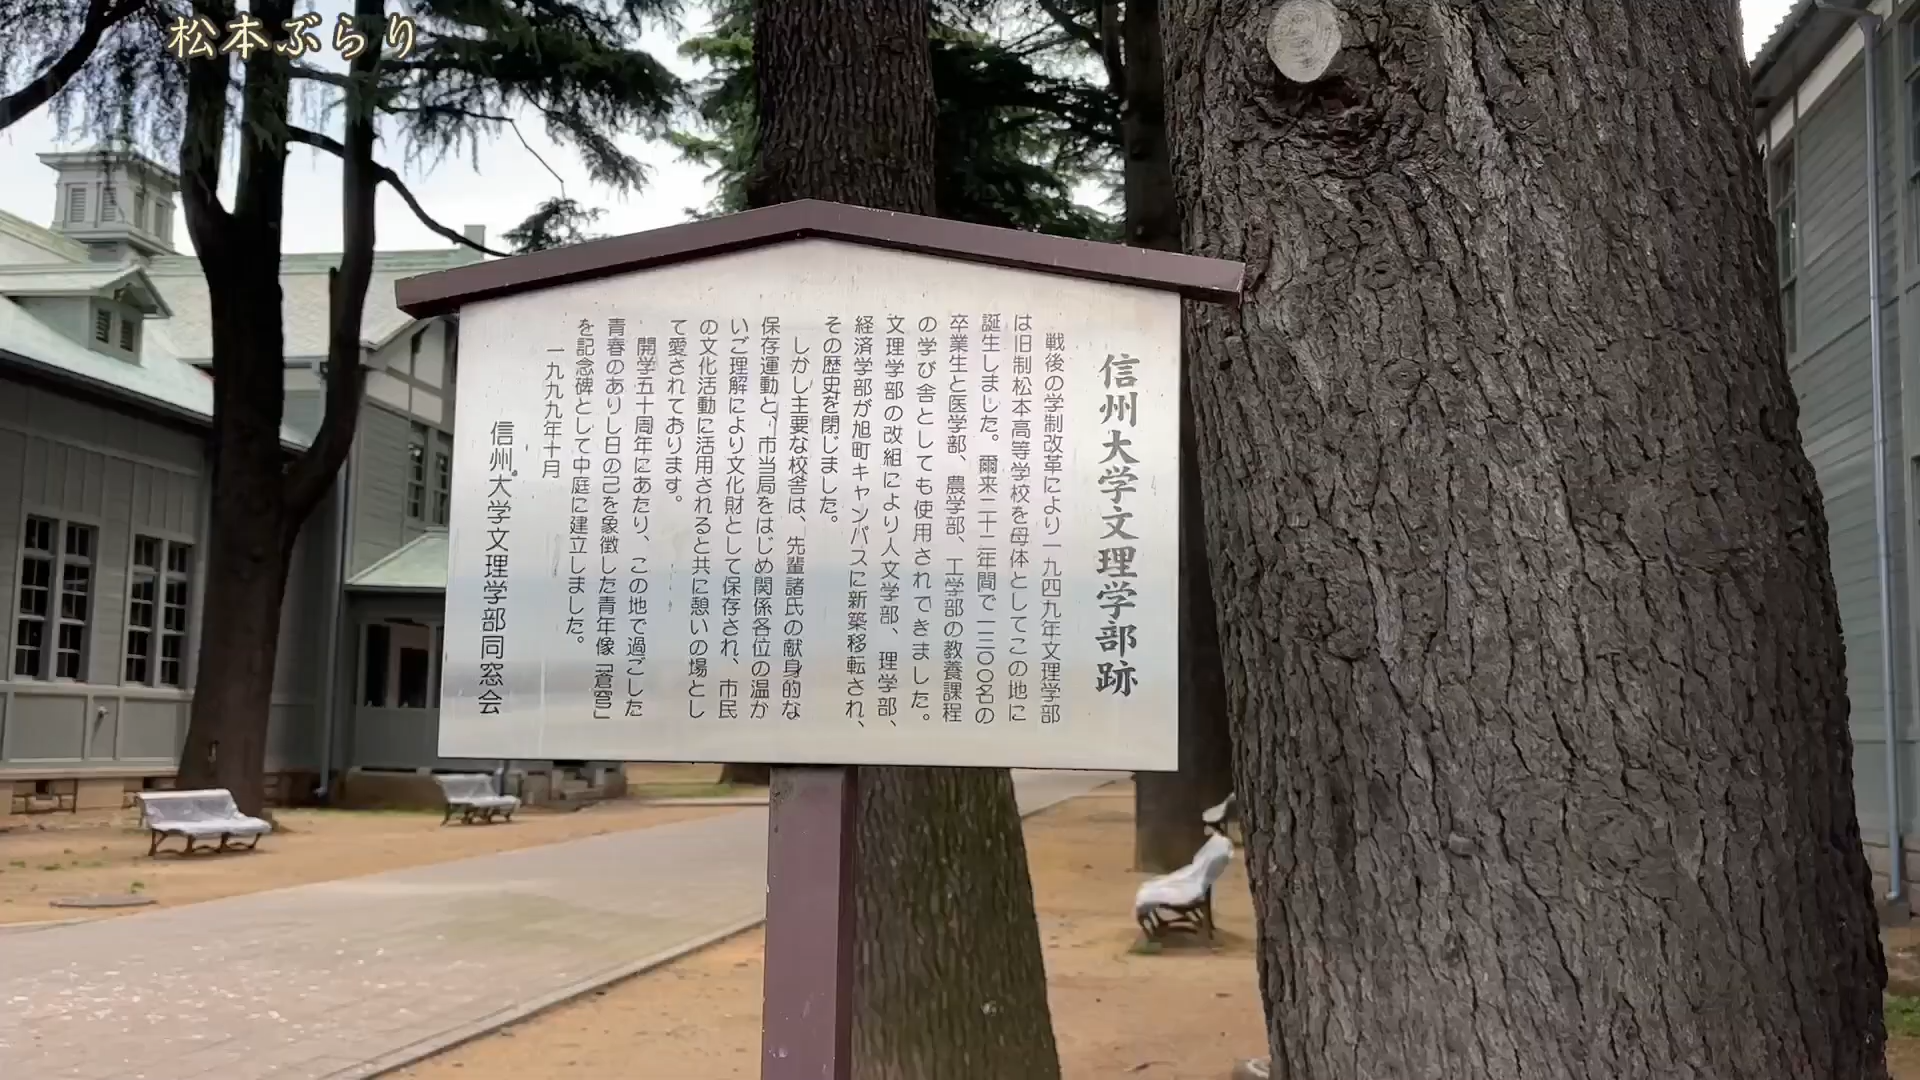 松本ぶらり
信州大学文理学部跡
戦後の学制改革により一九四九年文理学部
は旧制松本高等学校を母体としてこの地に
誕生しました。爾来二十二年間で一三〇〇名の
卒業生と医学部、農学部、工学部の教養課程
の学び舎としても使用されてきました。
文理学部の改組により人文学部、理学部、
経済学部が旭町キャンパスに新築移転され、
その歴史を閉じました。
しかし主要な校舎は、先輩諸氏の献身的な
保存運動と、市当局をはじめ関係各位の温か
いご理解により文化財として保存され、市民
の文化活動に活用されると共に憩いの場とし
て愛されております。
開学五十周年にあたり、この地で過ごした
青春のありし日の己を象徴した青年像「蒼穹」
を記念碑として中庭に建立しました。
一九九九年十月
信州大学文理学部同窓会